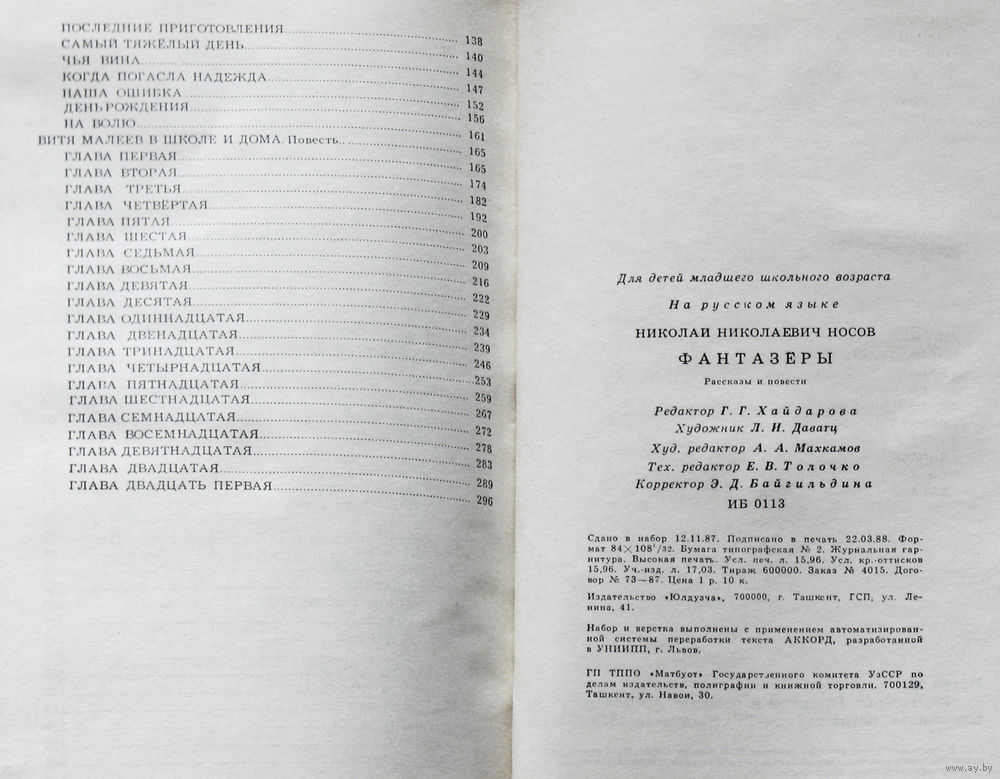 ПОСЛЕДНИЕ ПРИГОТОВЛЕНИЯ 138
САМЫЙ ТЯЖЁЛЫЙ ДЕНЬ 140
ЧЬЯ ВИНА 144
КОГДА ПОГАСЛА НАДЕЖДА 147
НАША ОШИБКА 152
ДЕНЬ РОЖДЕНИЯ 156
НА ВОЛЮ 161
ВИТЯ МАЛЕЕВ В ШКОЛЕ И ДОМА. Повесть 165
ГЛАВА ПЕРВАЯ 165
ГЛАВА ВТОРАЯ 174
ГЛАВА ТРЕТЬЯ 182
ГЛАВА ЧЕТВЁРТАЯ 192
ГЛАВА ПЯТАЯ 200
ГЛАВА ШЕСТАЯ 203
ГЛАВА СЕДЬМАЯ 209
ГЛАВА ВОСЬМАЯ 216
ГЛАВА ДЕВЯТАЯ 222
ГЛАВА ДЕСЯТАЯ 229
ГЛАВА ОДИННАДЦАТАЯ 234
ГЛАВА ДВЕНАДЦАТАЯ 239
ГЛАВА ТРИНАДЦАТАЯ 246
ГЛАВА ЧЕТЫРНАДЦАТАЯ 253
ГЛАВА ПЯТНАДЦАТАЯ 259
ГЛАВА ШЕСТНАДЦАТАЯ 267
ГЛАВА СЕМНАДЦАТАЯ 272
ГЛАВА ВОСЕМНАДЦАТАЯ 278
ГЛАВА ДЕВЯТНАДЦАТАЯ 283
ГЛАВА ДВАДЦАТАЯ 289
ГЛАВА ДВАДЦАТЬ ПЕРВАЯ 296
Для детей младшего школьного возраста
На русском языке
НИКОЛАЙ НИКОЛАЕВИЧ НОСОВ
ФАНТАЗЁРЫ
Рассказы и повести
Редактор Г. Г. Хайдарова
Художник Л. И. Даватц
Худ. редактор А. А. Махкамов
Тех. редактор Е. В. Толочко
Корректор Э. Д. Байгильдина
ИБ 0113
Сдано в набор 12.11.87. Подписано в печать 22.03.88. Фор-
мат 84×108¹/32. Бумага типографская № 2. Журнальная гар-
нитура. Высокая печать. Усл. печ. л. 15,96. Усл. кр.-оттисков
15,96. Уч.-изд. л. 17,03. Тираж 600000. Заказ № 4015. Дого-
вор № 73—87. Цена 1 р. 10 к.
Издательство «Юлдузча», 700000, г. Ташкент, ГСП, ул. Ле-
нина, 41.
Набор и верстка выполнены с применением автоматизирован-
ной системы переработки текста АККОРД, разработанной
в УНИИПП, г. Львов.
ГП ТППО «Матбуот» Государственного комитета УзССР по
делам издательств, полиграфии и книжной торговли. 700129,
Ташкент, ул. Навои, 30.
www.ay.by